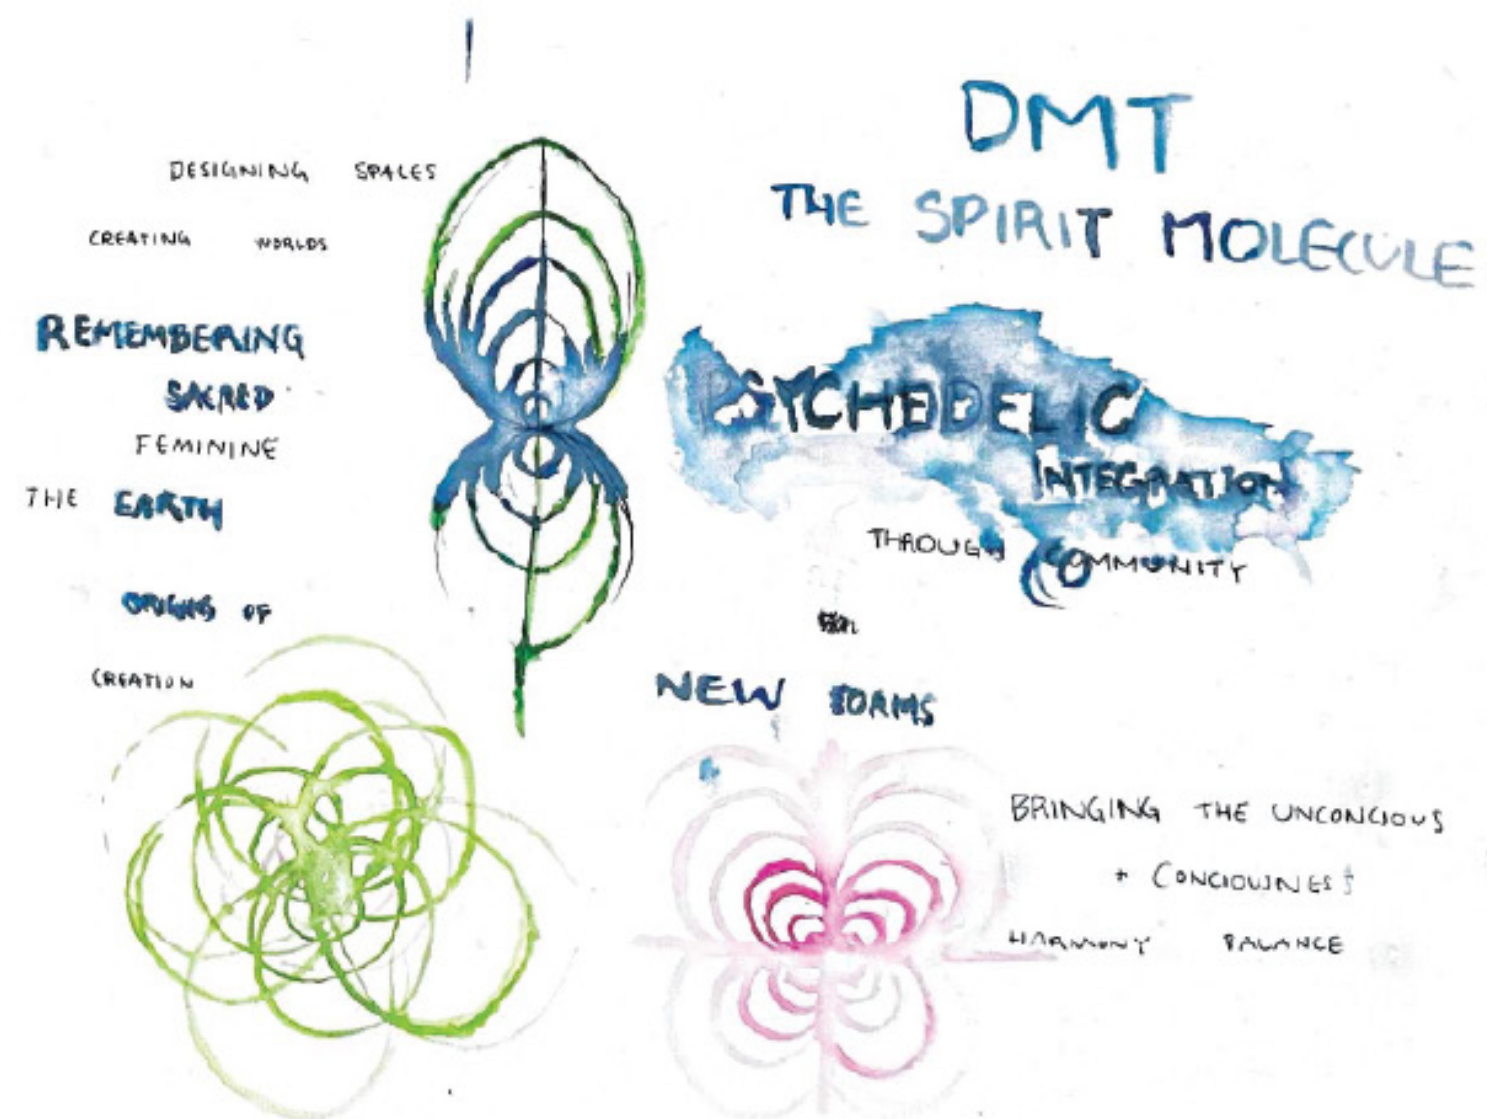 DESIGNING SPACES
CREATING WORLDS
REMEMBERING
SACRED
FEMININE
THE EARTH
ORIGINS OF
CREATION
DMT
THE SPIRIT MOLECULE
PSYCHEDELIC
INTEGRATION
THROUGH COMMUNITY
NEW FORMS
BRINGING THE UNCONCIOUS
+ CONCIOUSNESS
HARMONY BALANCE